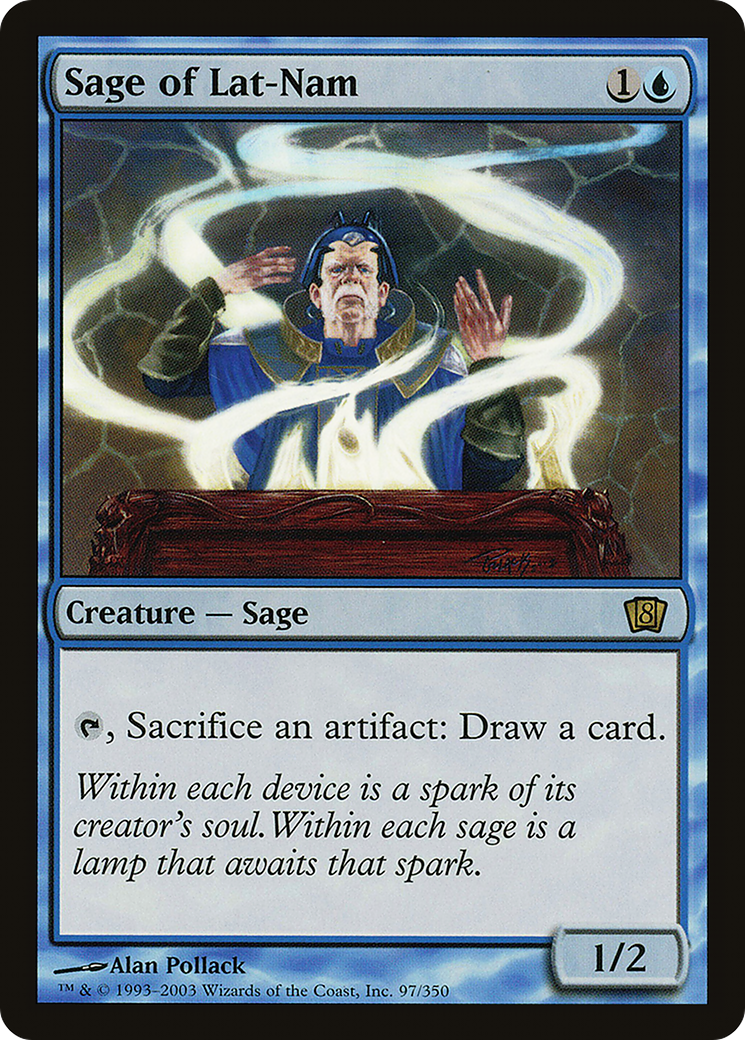 Sage of Lat-Nam 1
Creature — Sage 8
, Sacrifice an artifact: Draw a card.
Within each device is a spark of its
creator's soul. Within each sage is a
lamp that awaits that spark.
1/2
Alan Pollack
™ & © 1993–2003 Wizards of the Coast, Inc. 97/350